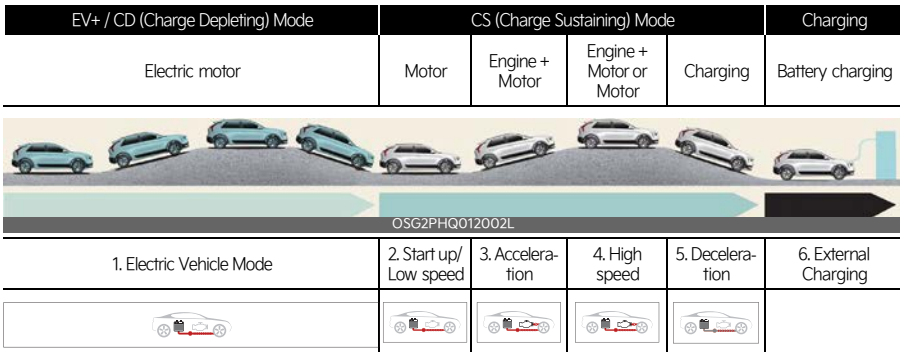 EV+ / CD (Charge Depleting) Mode
CS (Charge Sustaining) Mode
Charging
Electric motor
Motor
Engine +
Motor
Engine +
Motor or
Motor
Charging
Battery charging
OSG2PHQ012002L
1. Electric Vehicle Mode
2. Start up/
Low speed
3. Accelera-
tion
4. High
speed
5. Decelera-
tion
6. External
Charging